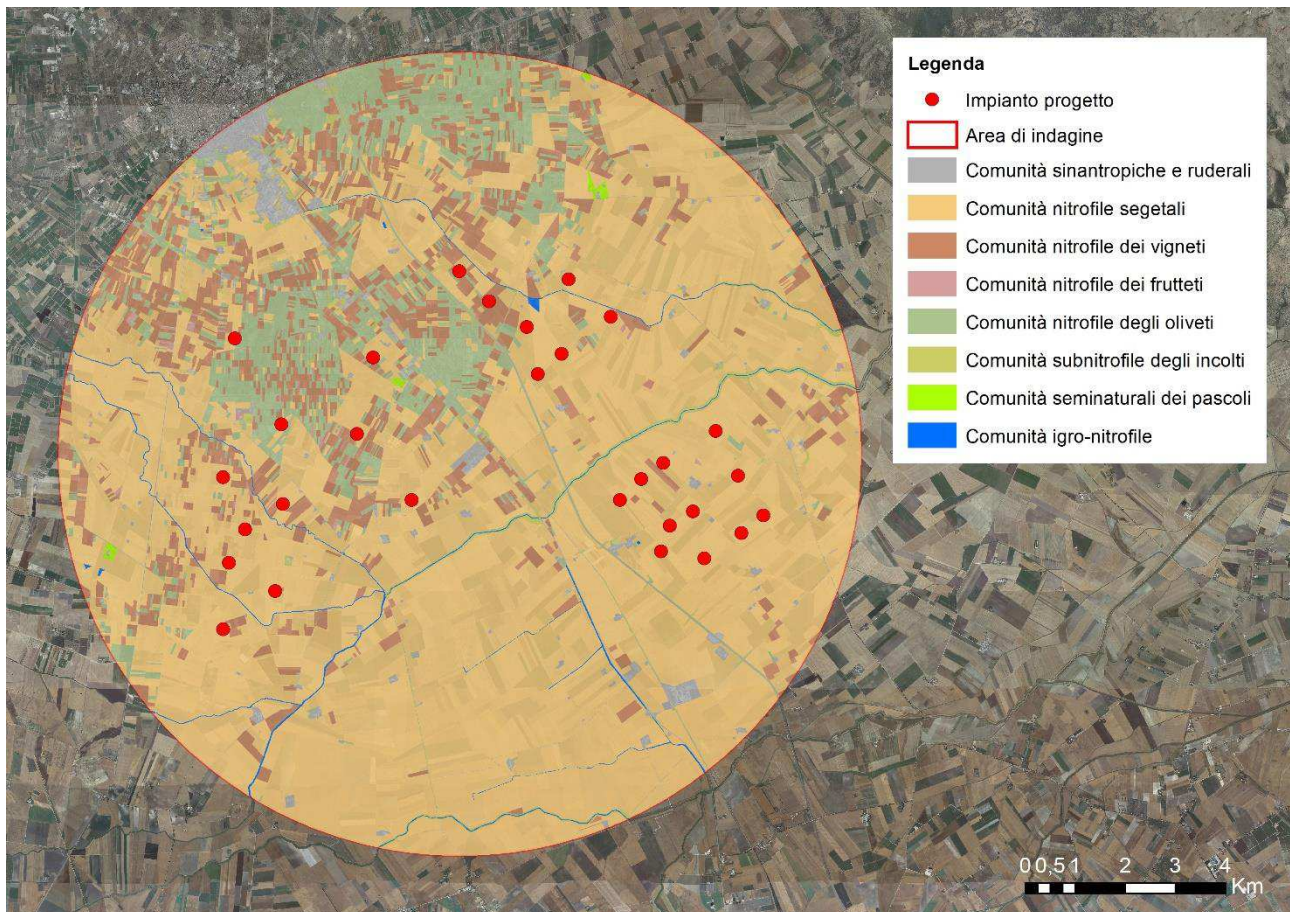 Legenda
Impianto progetto
Area di indagine
Comunità sinantropiche e ruderali
Comunità nitrofile segetali
Comunità nitrofile dei vigneti
Comunità nitrofile dei frutteti
Comunità nitrofile degli oliveti
Comunità subnitrofile degli incolti
Comunità seminaturali dei pascoli
Comunità igro-nitrofile
0 0,5 1 2 3 4
Km